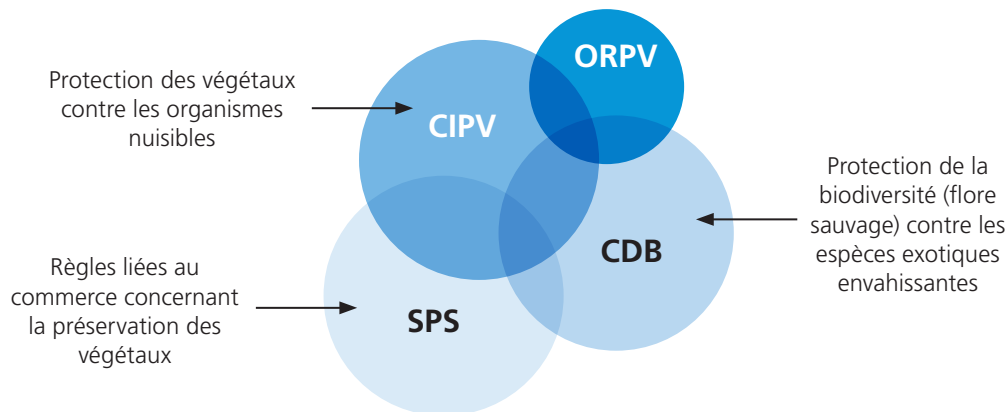 ORPV
Protection des végétaux
contre les organismes
nuisibles
CIPV
Protection de la
biodiversité (flore
sauvage) contre les
espèces exotiques
envahissantes
CDB
Règles liées au
commerce concernant
la préservation des
végétaux
SPS